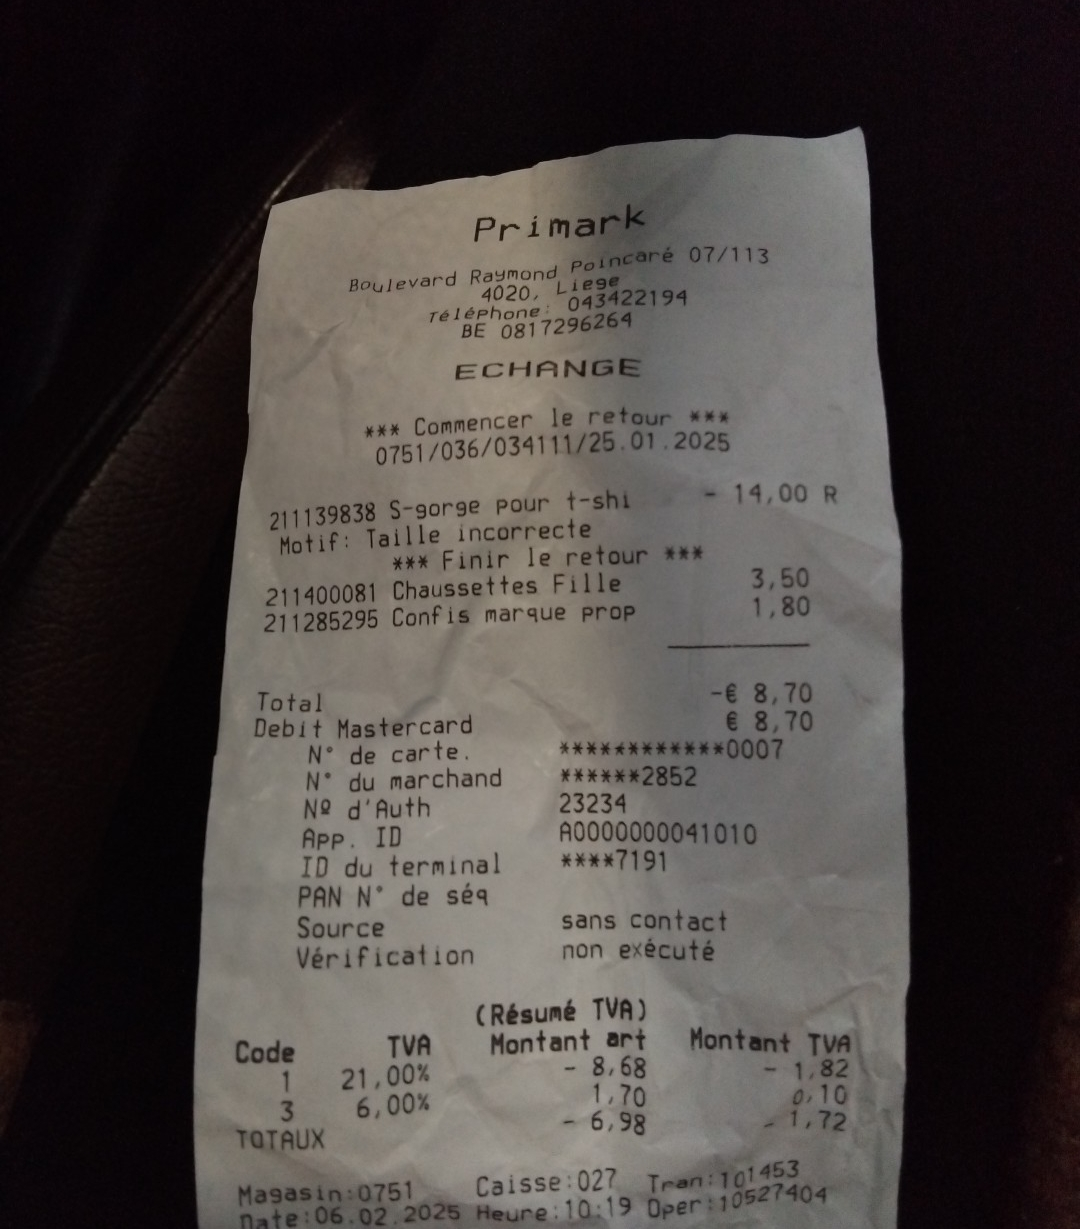 Primark
Boulevard Raymond Poincaré 07/113
4020, Liege
Téléphone: 043422194
BE 0817296264
ECHANGE
*** Commencer le retour ***
0751/036/034111/25.01.2025
211139838 S-gorge pour t-shi - 14,00 R
Motif: Taille incorrecte
*** Finir le retour ***
211400081 Chaussettes Fille 3,50
211285295 Confis marque prop 1,80
Total -€ 8,70
Debit Mastercard € 8,70
N° de carte. ************0007
N° du marchand ******2852
Nº d'Auth 23234
App. ID A0000000041010
ID du terminal ****7191
PAN N° de séq
Source sans contact
Vérification non exécuté
(Résumé TVA)
Code TVA Montant art Montant TVA
1 21,00% - 8,68 - 1,82
3 6,00% 1,70 0,10
TOTAUX - 6,98 - 1,72
Magasin:0751 Caisse:027 Tran:101453
Date:06.02.2025 Heure:10:19 Oper:10527404